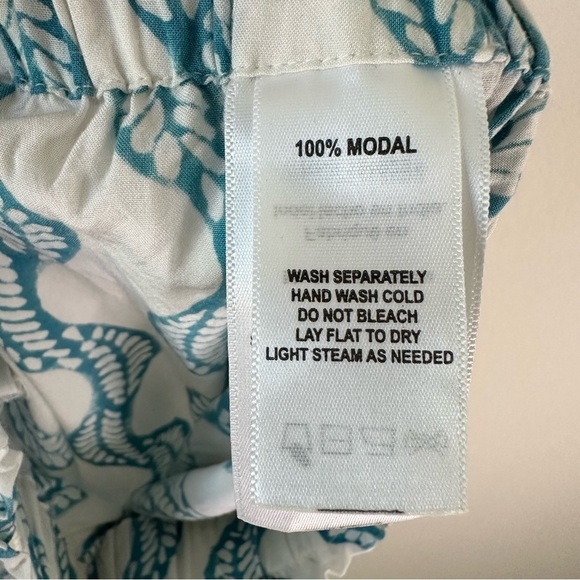 100% MODAL
WASH SEPARATELY
HAND WASH COLD
DO NOT BLEACH
LAY FLAT TO DRY
LIGHT STEAM AS NEEDED